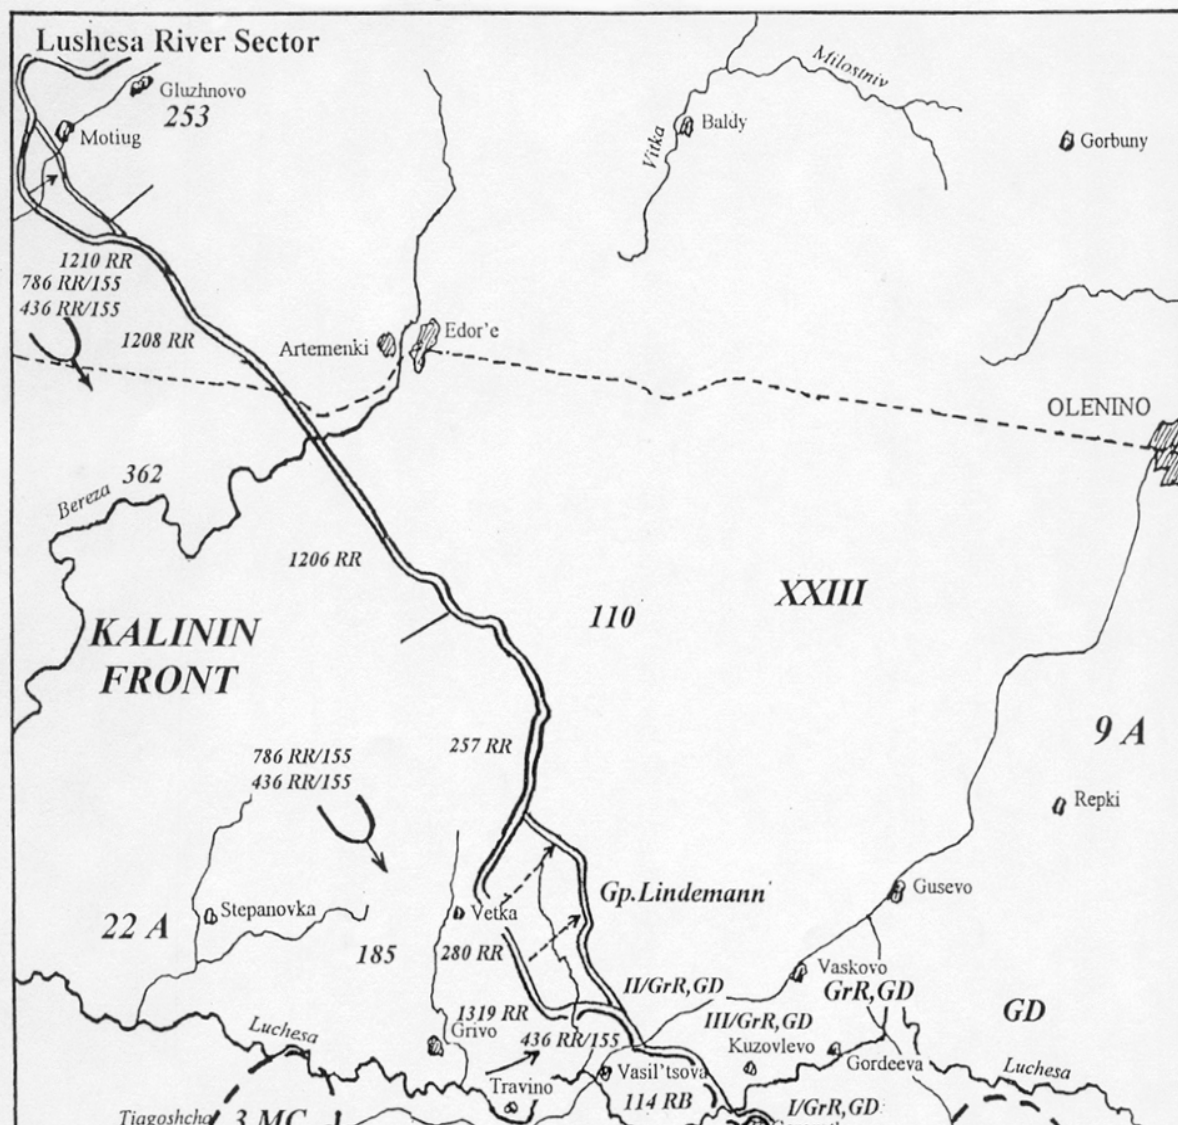 Lushesa River Sector
Gluzhnovo
253
Motiug
Milostniv
Vitka
Baldy
Gorbuny
1210 RR
786 RR/155
436 RR/155
1208 RR
Artemenki
Edor'e
OLENINO
362
Bereza
1206 RR
110
XXIII
KALININ
FRONT
9 A
257 RR
786 RR/155
436 RR/155
Repki
Gp.Lindemann
Gusevo
Stepanovka
22 A
185
Vetka
280 RR
Vaskovo
II/GrR,GD
GrR,GD
GD
1319 RR
III/GrR,GD
Luchesa
Grivo
436 RR/155
Kuzovlevo
Gordeeva
Luchesa
Travino
Vasil'tsova
114 RB
I/GrR,GD
Tiagoshcha
3 MC